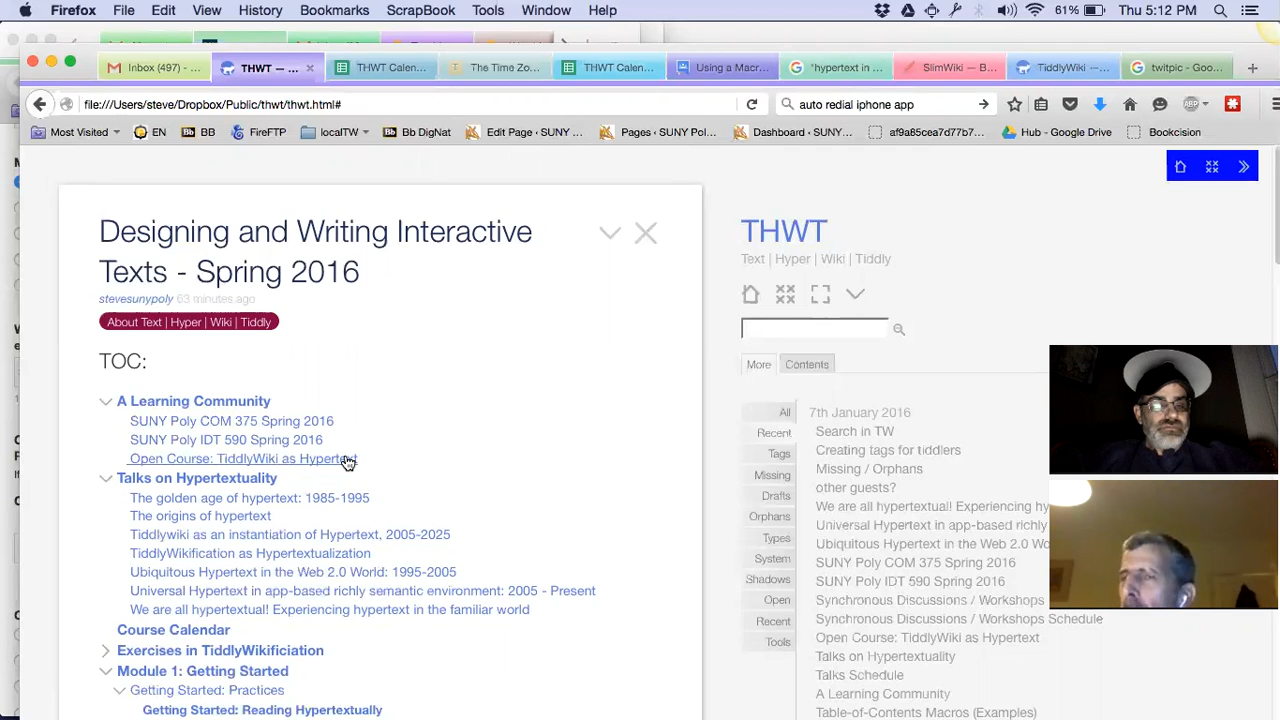 Firefox File Edit View History Bookmarks ScrapBook Tools Window Help 61% Thu 5:12 PM
Inbox (497) - ... THWT — ... THWT Calen... The Time Zo... THWT Calen... Using a Macr... "hypertext in ... SlimWiki — B... TiddlyWiki —... twitpic - Goo...
file:///Users/steve/Dropbox/Public/thwt/thwt.html# auto redial iphone app ABP
Most Visited EN Bb BB FireFTP localTW Bb Bb DigNat Edit Page - SUNY ... Pages - SUNY Pol... Dashboard - SUNY... af9a85cea7d77b7... Hub - Google Drive Bookcision
Designing and Writing Interactive
Texts - Spring 2016
stevesunypoly 63 minutes ago
About Text | Hyper | Wiki | Tiddly
TOC:
A Learning Community
SUNY Poly COM 375 Spring 2016
SUNY Poly IDT 590 Spring 2016
Open Course: TiddlyWiki as Hypertext
Talks on Hypertextuality
The golden age of hypertext: 1985-1995
The origins of hypertext
Tiddlywiki as an instantiation of Hypertext, 2005-2025
TiddlyWikification as Hypertextualization
Ubiquitous Hypertext in the Web 2.0 World: 1995-2005
Universal Hypertext in app-based richly semantic environment: 2005 - Present
We are all hypertextual! Experiencing hypertext in the familiar world
Course Calendar
Exercises in TiddlyWikificiation
Module 1: Getting Started
Getting Started: Practices
Getting Started: Reading Hypertextually
THWT
Text | Hyper | Wiki | Tiddly
More Contents
All
Recent
Tags
Missing
Drafts
Orphans
Types
System
Shadows
Open
Recent
Tools
7th January 2016
Search in TW
Creating tags for tiddlers
Missing / Orphans
other guests?
We are all hypertextual! Experiencing hy
Universal Hypertext in app-based richly
Ubiquitous Hypertext in the Web 2.0 Wo
SUNY Poly COM 375 Spring 2016
SUNY Poly IDT 590 Spring 2016
Synchronous Discussions / Workshops
Synchronous Discussions / Workshops Schedule
Open Course: TiddlyWiki as Hypertext
Talks on Hypertextuality
Talks Schedule
A Learning Community
Table-of-Contents Macros (Examples)